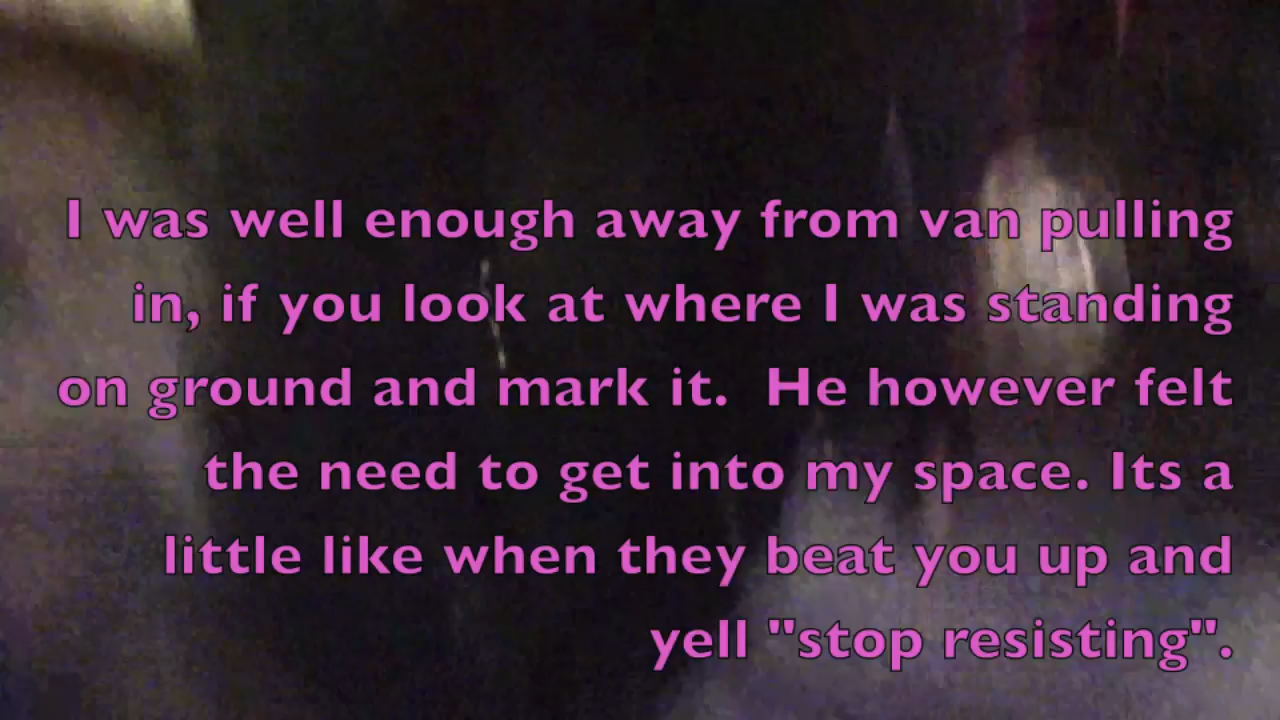 I was well enough away from van pulling
in, if you look at where I was standing
on ground and mark it.  He however felt
the need to get into my space. Its a
little like when they beat you up and
yell "stop resisting".